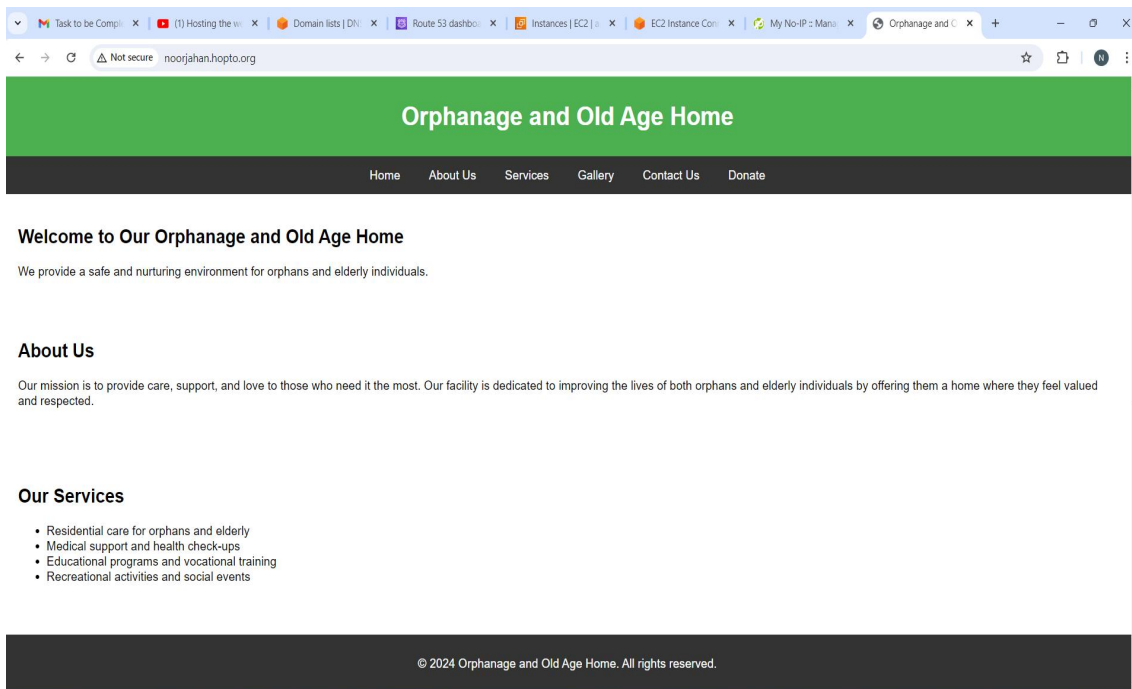 Task to be Compl
(1) Hosting the we
Domain lists | DN
Route 53 dashboa
Instances | EC2 | a
EC2 Instance Con
My No-IP :: Mana
Orphanage and O
Not secure noorjahan.hopto.org
N
Orphanage and Old Age Home
Home About Us Services Gallery Contact Us Donate
Welcome to Our Orphanage and Old Age Home
We provide a safe and nurturing environment for orphans and elderly individuals.
About Us
Our mission is to provide care, support, and love to those who need it the most. Our facility is dedicated to improving the lives of both orphans and elderly individuals by offering them a home where they feel valued
and respected.
Our Services
• Residential care for orphans and elderly
• Medical support and health check-ups
• Educational programs and vocational training
• Recreational activities and social events
© 2024 Orphanage and Old Age Home. All rights reserved.